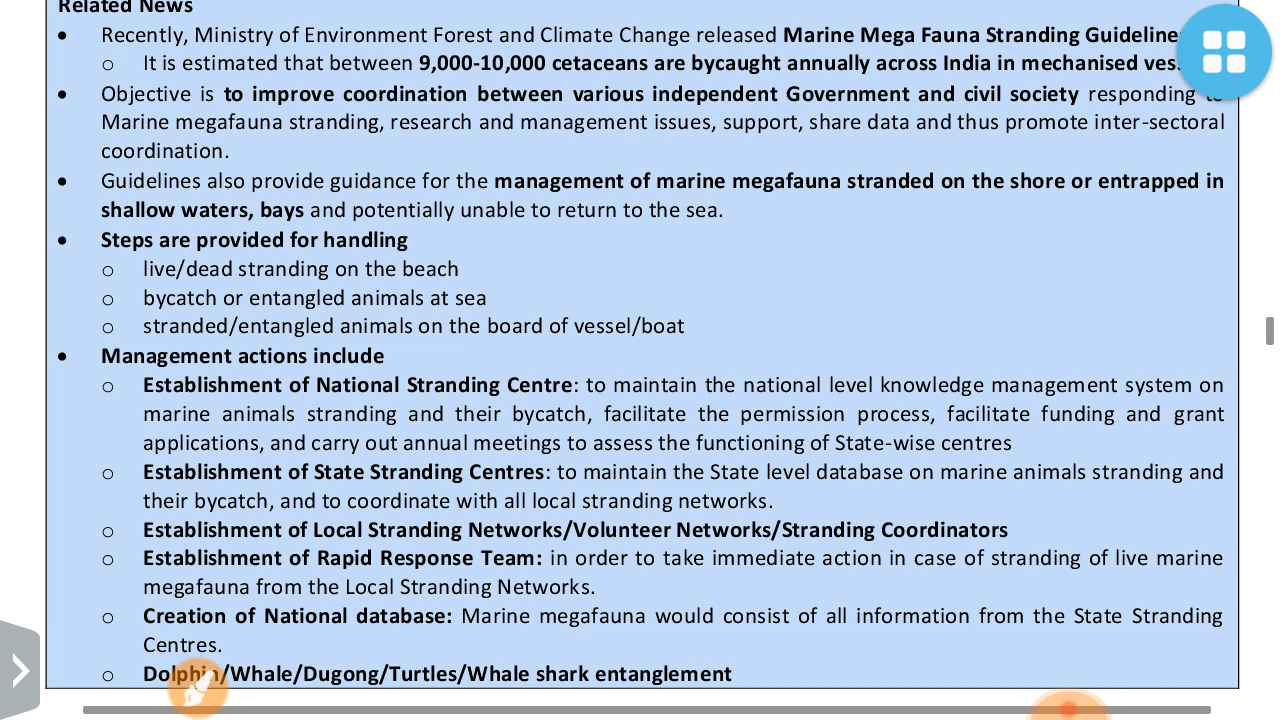 Related News
• Recently, Ministry of Environment Forest and Climate Change released Marine Mega Fauna Stranding
o It is estimated that between 9,000-10,000 cetaceans are bycaught annually across India in mechanised
• Objective is to improve coordination between various independent Government and civil society responding to
Marine megafauna stranding, research and management issues, support, share data and thus promote inter-sectoral
coordination.
• Guidelines also provide guidance for the management of marine megafauna stranded on the shore or entrapped in
shallow waters, bays and potentially unable to return to the sea.
• Steps are provided for handling
o live/dead stranding on the beach
o bycatch or entangled animals at sea
o stranded/entangled animals on the board of vessel/boat
• Management actions include
o Establishment of National Stranding Centre: to maintain the national level knowledge management system on
marine animals stranding and their bycatch, facilitate the permission process, facilitate funding and grant
applications, and carry out annual meetings to assess the functioning of State-wise centres
o Establishment of State Stranding Centres: to maintain the State level database on marine animals stranding and
their bycatch, and to coordinate with all local stranding networks.
o Establishment of Local Stranding Networks/Volunteer Networks/Stranding Coordinators
o Establishment of Rapid Response Team: in order to take immediate action in case of stranding of live marine
megafauna from the Local Stranding Networks.
o Creation of National database: Marine megafauna would consist of all information from the State Stranding
Centres.
o Dolphin/Whale/Dugong/Turtles/Whale shark entanglement